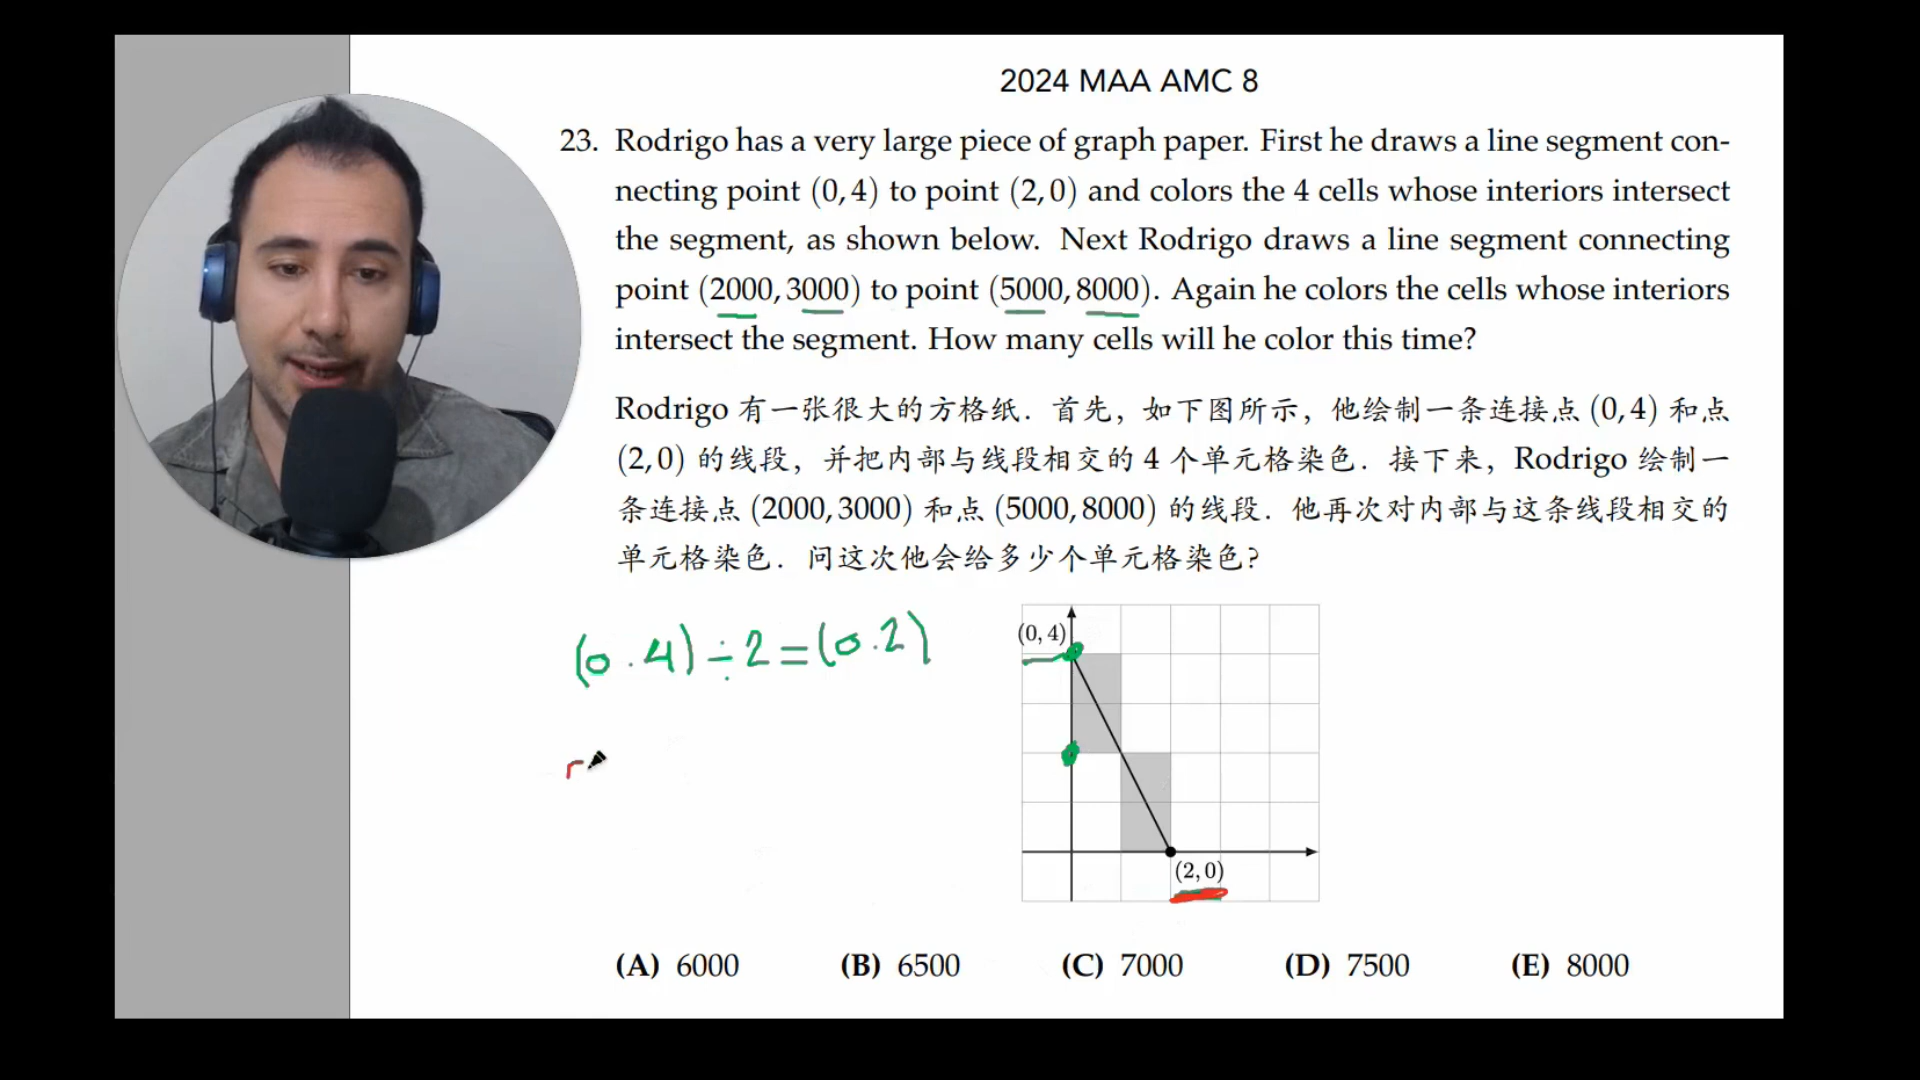 2024 MAA AMC 8
23. Rodrigo has a very large piece of graph paper. First he draws a line segment con-
necting point (0, 4) to point (2, 0) and colors the 4 cells whose interiors intersect
the segment, as shown below. Next Rodrigo draws a line segment connecting
point (2000, 3000) to point (5000, 8000). Again he colors the cells whose interiors
intersect the segment. How many cells will he color this time?
Rodrigo 有一张很大的方格纸. 首先, 如下图所示, 他绘制一条连接点 (0, 4) 和点
(2, 0) 的线段, 并把内部与线段相交的 4 个单元格染色. 接下来, Rodrigo 绘制一
条连接点 (2000, 3000) 和点 (5000, 8000) 的线段. 他再次对内部与这条线段相交的
单元格染色. 问这次他会给多少个单元格染色?
(0.4) ÷ 2 = (0.2)
(0, 4)
(2, 0)
(A) 6000 (B) 6500 (C) 7000 (D) 7500 (E) 8000